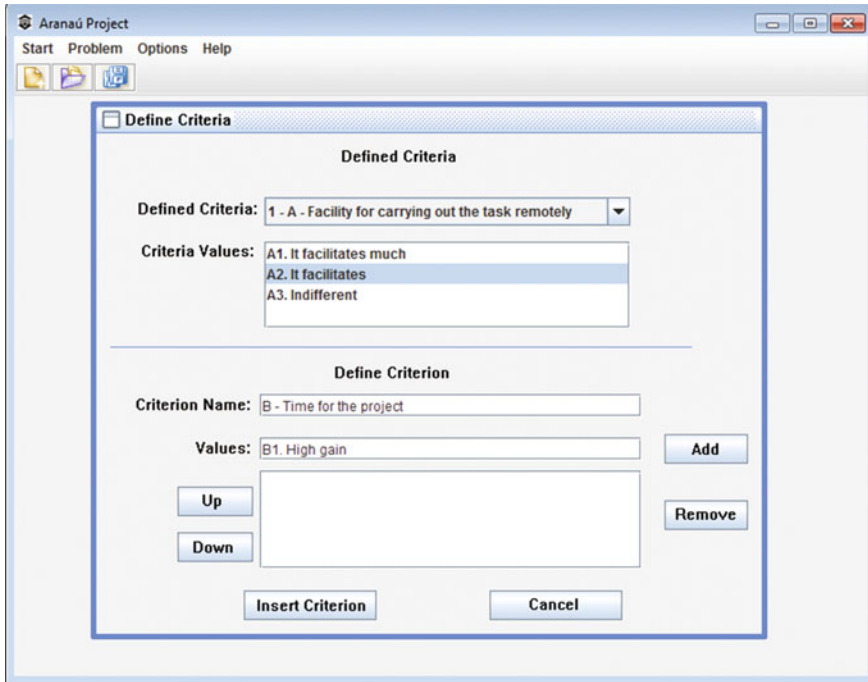 Aranaú Project
Start Problem Options Help
Define Criteria
Defined Criteria
Defined Criteria: 1 - A - Facility for carrying out the task remotely
Criteria Values: A1. It facilitates much
A2. It facilitates
A3. Indifferent
Define Criterion
Criterion Name: B - Time for the project
Values: B1. High gain Add
Up
Remove
Down
Insert Criterion Cancel